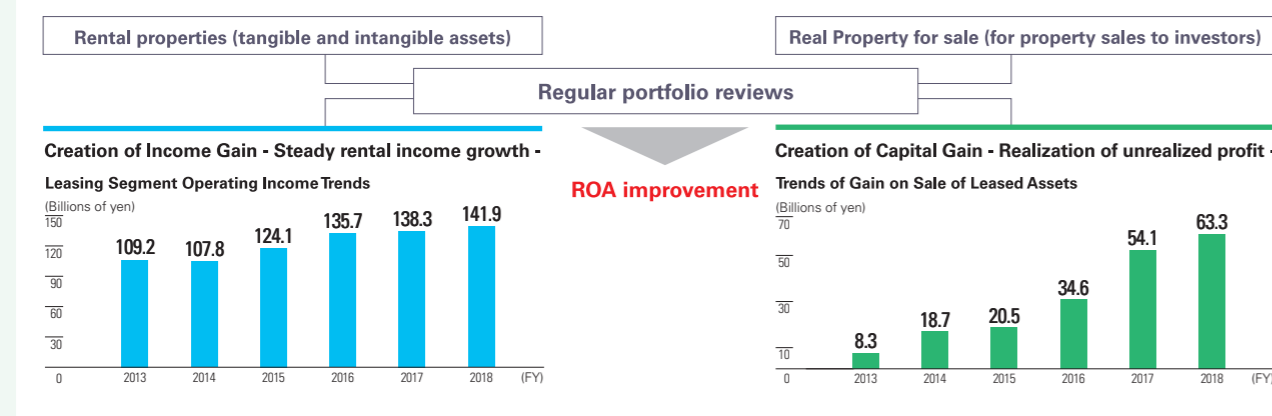 Rental properties (tangible and intangible assets)
Real Property for sale (for property sales to investors)
Regular portfolio reviews
Creation of Income Gain - Steady rental income growth -
Leasing Segment Operating Income Trends
(Billions of yen)
150
120
90
60
30
0
109.2
107.8
124.1
135.7
138.3
141.9
2013
2014
2015
2016
2017
2018
(FY)
ROA improvement
Creation of Capital Gain - Realization of unrealized profit -
Trends of Gain on Sale of Leased Assets
(Billions of yen)
70
50
30
10
0
8.3
18.7
20.5
34.6
54.1
63.3
2013
2014
2015
2016
2017
2018
(FY)